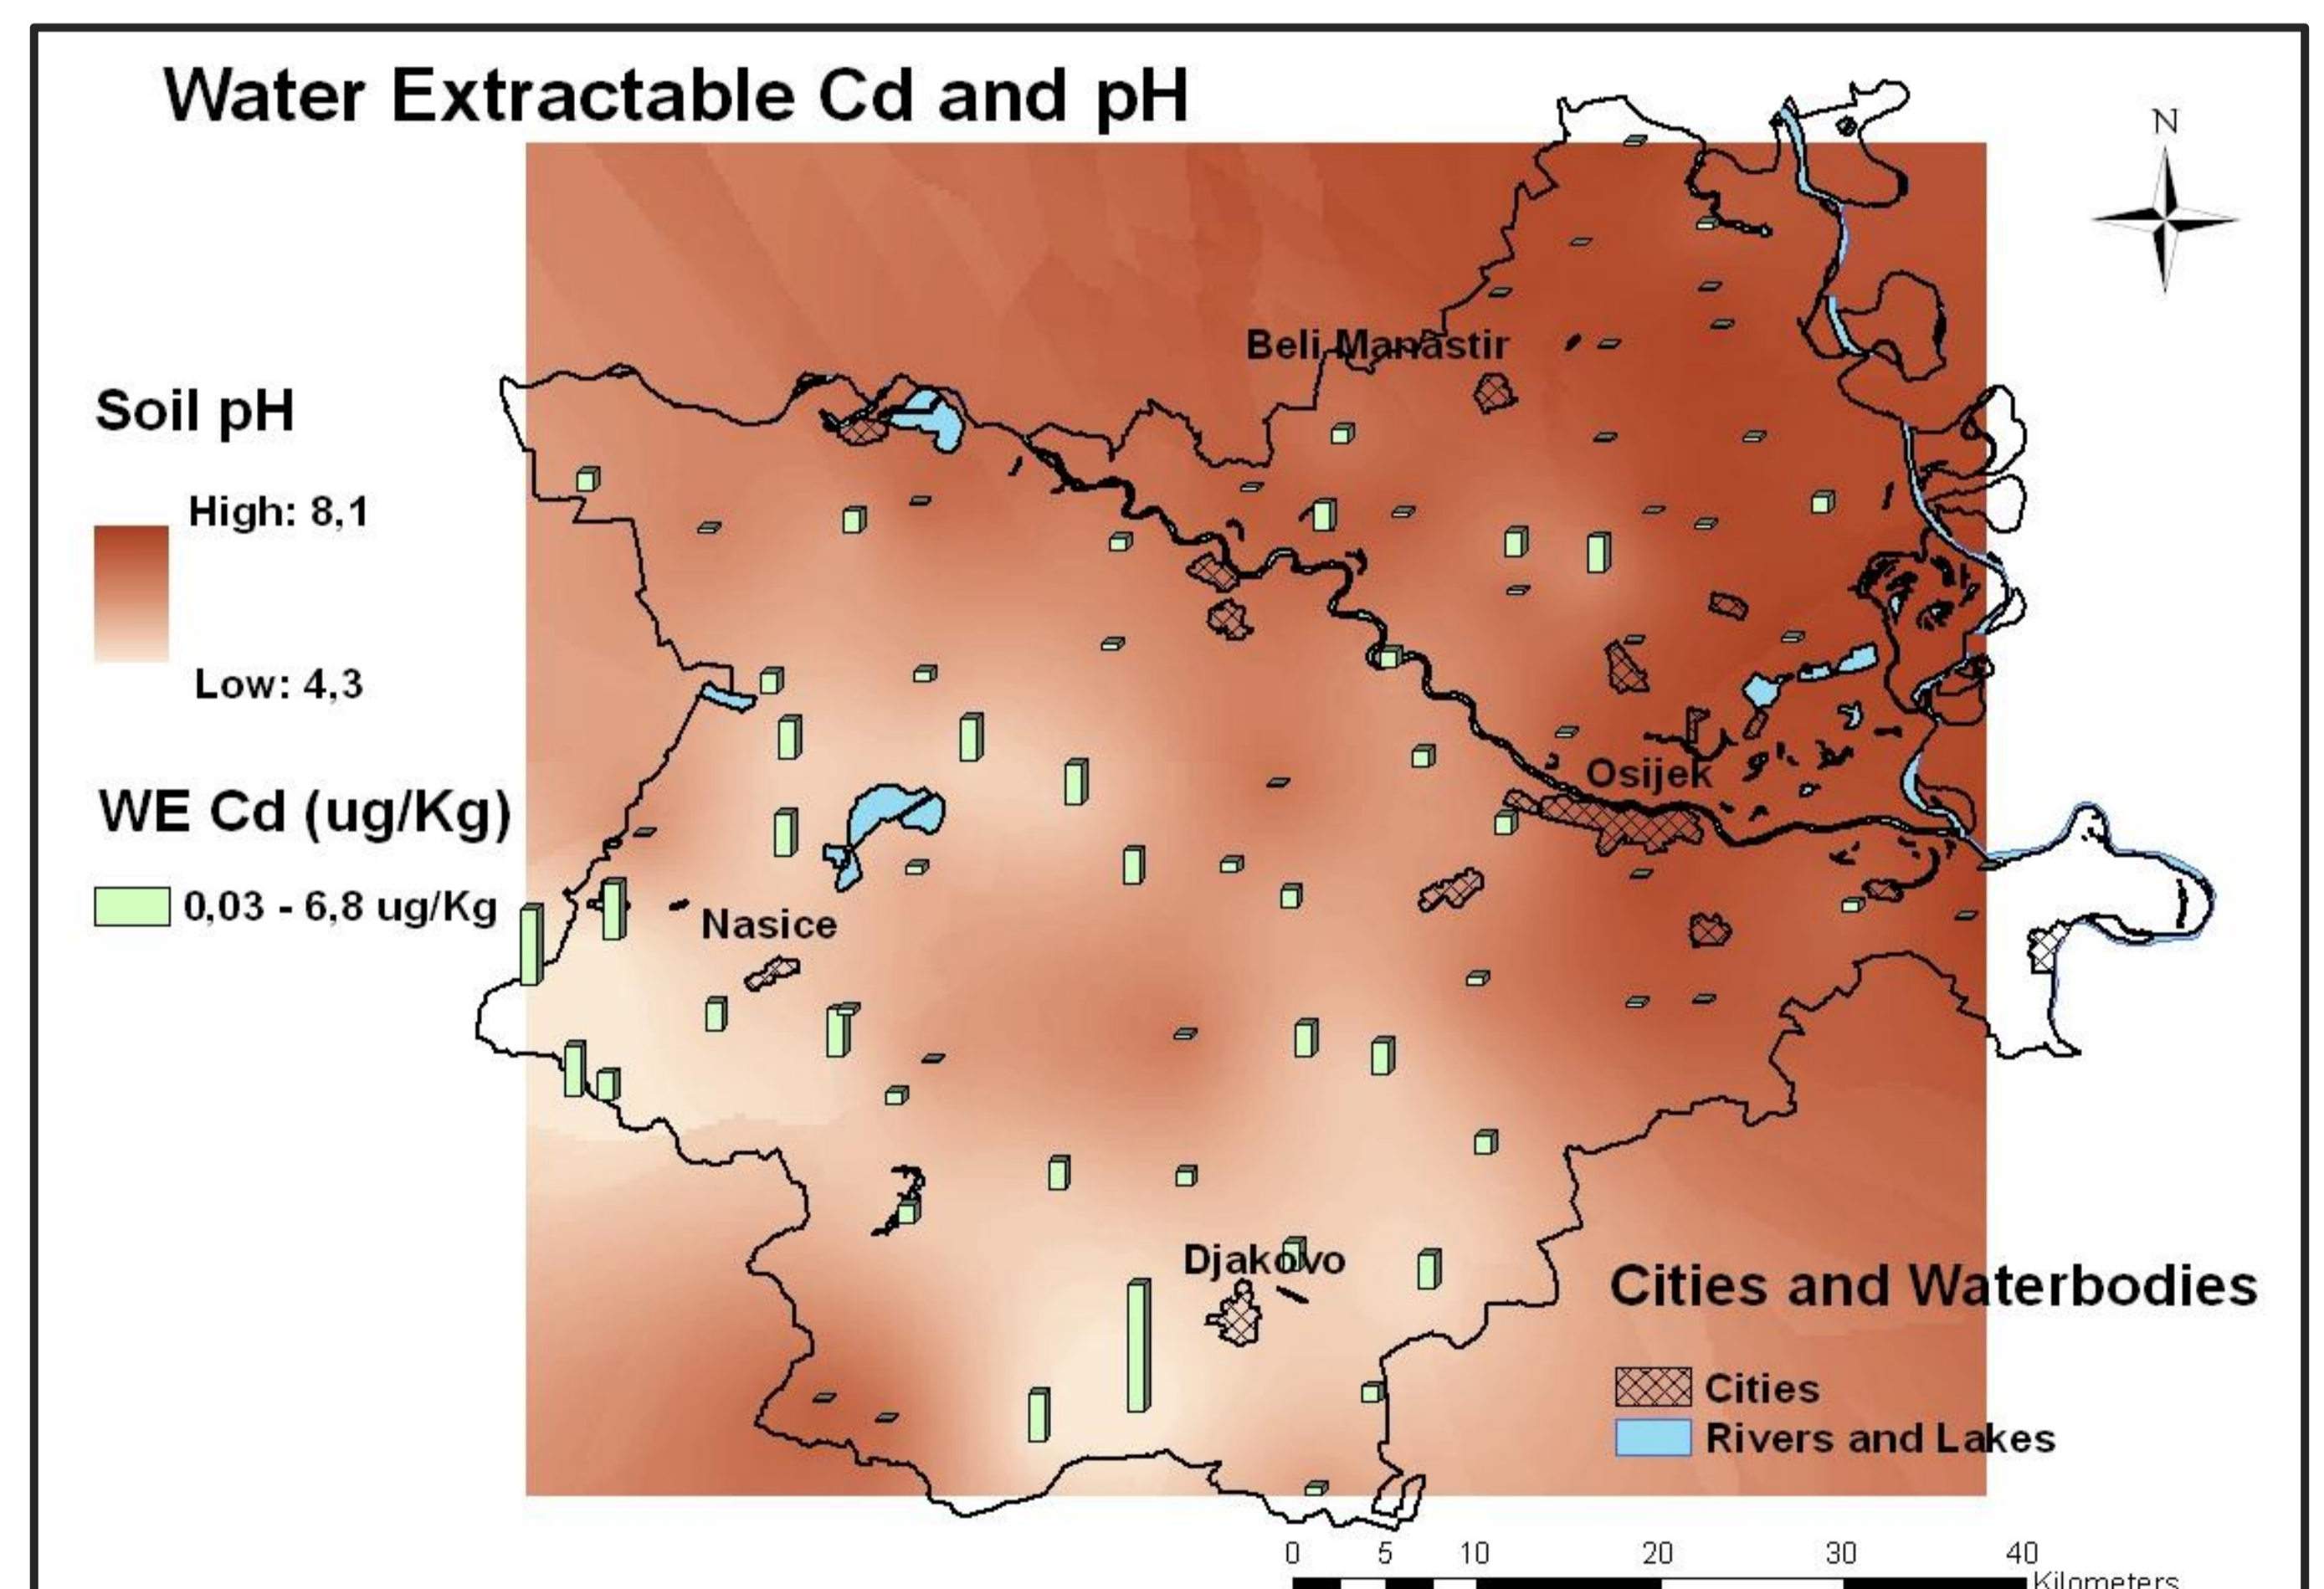 Water Extractable Cd and pH
N
Beli Manastir
Soil pH
High: 8,1
Low: 4,3
Osijek
WE Cd (ug/Kg)
0,03 - 6,8 ug/Kg
Nasice
Djakovo
Cities and Waterbodies
Cities
Rivers and Lakes
0 5 10 20 30 40
Kilometers